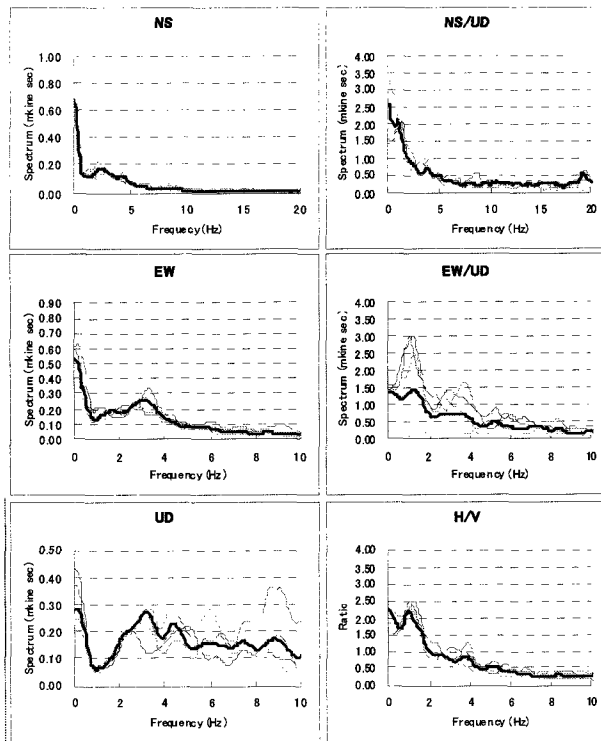 NS
Spectrum (mkine sec)
1.00
0.80
0.60
0.40
0.20
0.00
0 5 10 15 20
Frequecy (Hz)
NS/UD
Spectrum (mkine sec)
4.00
3.50
3.00
2.50
2.00
1.50
1.00
0.50
0.00
0 5 10 15 20
Frequency (Hz)
EW
Spectrum (mkine sec)
0.90
0.80
0.70
0.60
0.50
0.40
0.30
0.20
0.10
0.00
0 2 4 6 8 10
Frequency (Hz)
EW/UD
Spectrum (mkine sec)
4.00
3.50
3.00
2.50
2.00
1.50
1.00
0.50
0.00
0 2 4 6 8 10
Frequency (Hz)
UD
Spectrum (mkine sec)
0.50
0.40
0.30
0.20
0.10
0.00
0 2 4 6 8 10
Frequency (Hz)
H/V
Ratio
4.00
3.50
3.00
2.50
2.00
1.50
1.00
0.50
0.00
0 2 4 6 8 10
Frequency (Hz)